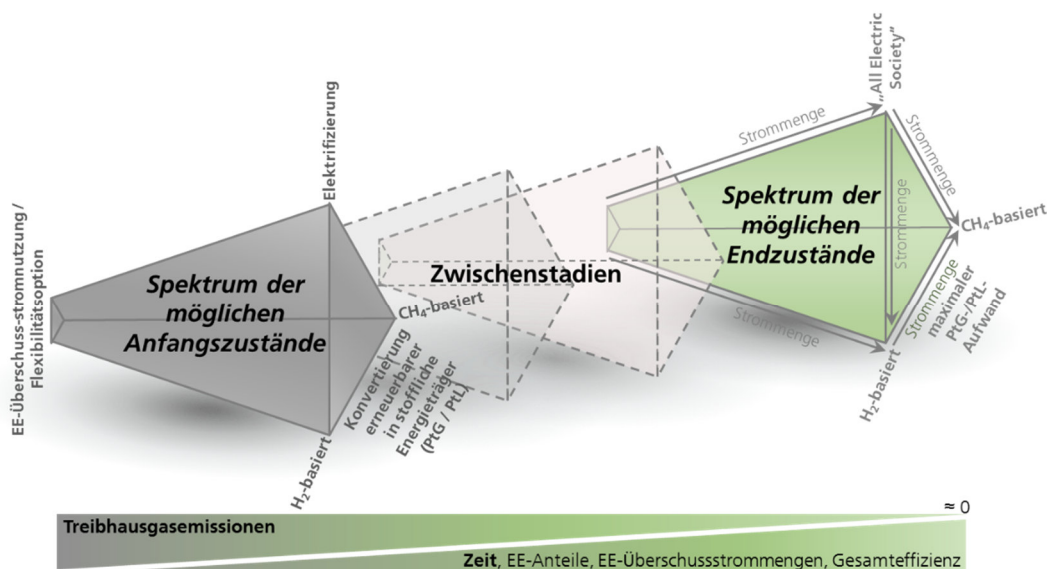 EE-Überschuss-stromnutzung/
Flexibilitätsoption
Elektrifizierung
Spektrum der
möglichen
Anfangszustände
CH₄-basiert
H₂-basiert
Konvertierung
erneuerbarer
in stoffliche
Energieträger
(PtG / PtL)
Zwischenstadien
„All Electric
Society“
Strommenge
Strommenge
Strommenge
Strommenge
Strommenge
Spektrum der
möglichen
Endzustände
CH₄-basiert
H₂-basiert
maximaler
PtG-/PtL-
Aufwand
≈ 0
Treibhausgasemissionen
Zeit, EE-Anteile, EE-Überschussstrommengen, Gesamteffizienz